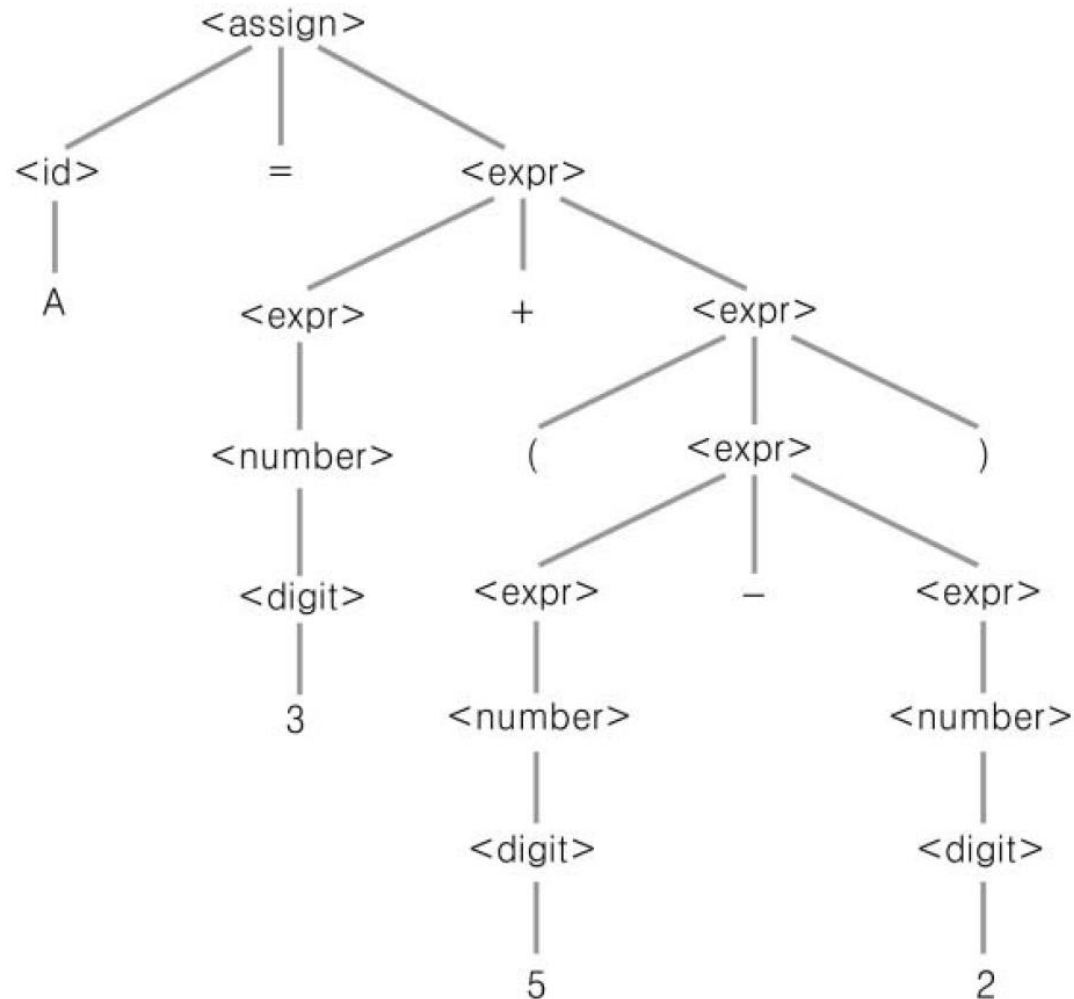 <assign>
<id> = <expr>
A <expr> + <expr>
<number> ( <expr> )
<digit> <expr> – <expr>
3 <number> <number>
<digit> <digit>
5 2